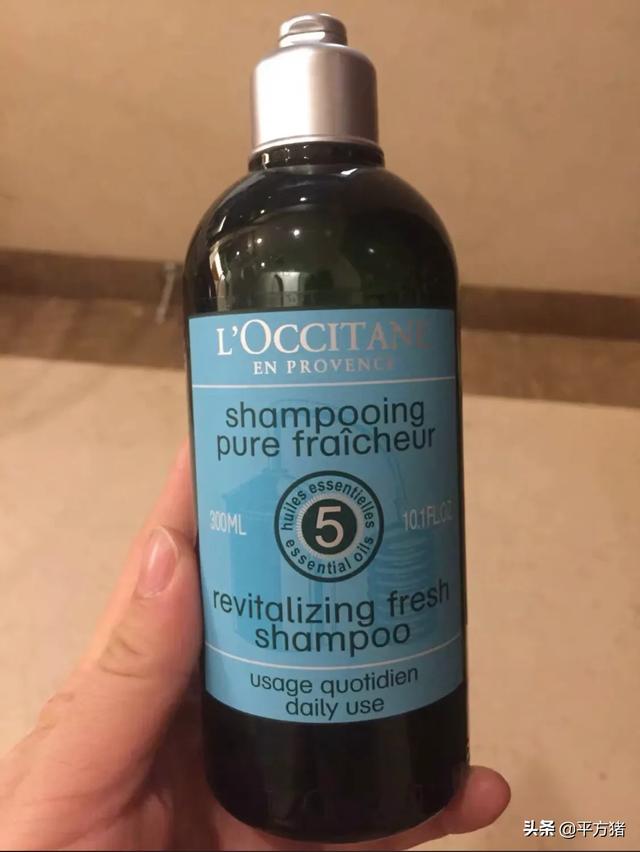 L'OCCITANE
EN PROVENCE
shampooing
pure fraîcheur
300ML
huiles essentielles
5
essential oils
10.1FL.OZ
revitalizing fresh
shampoo
usage quotidien
daily use
头条 @平方猪